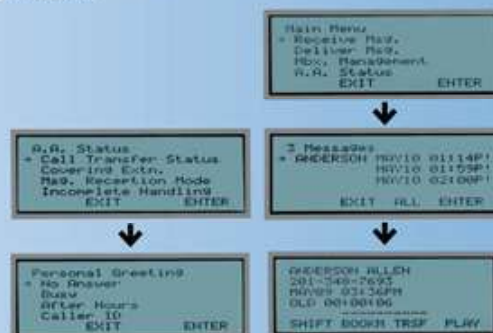 Main Menu
Receive Msg.
Deliver Msg.
Mbx. Management
A.A. Status
EXIT ENTER
3 Messages
ANDERSON MAY10 01:14P!
MAY10 01:59P!
MAY10 02:00P!
EXIT ALL ENTER
ANDERSON ALLEN
201-348-7693
MAY09 03:36PM
OLD 00:00:06
SHIFT BOOKM TRSF PLAY
A.A. Status
Call Transfer Status
Covering Extn.
Msg. Reception Mode
Incomplete Handling
EXIT ENTER
Personal Greeting
No Answer
Busy
After Hours
Caller ID
EXIT ENTER